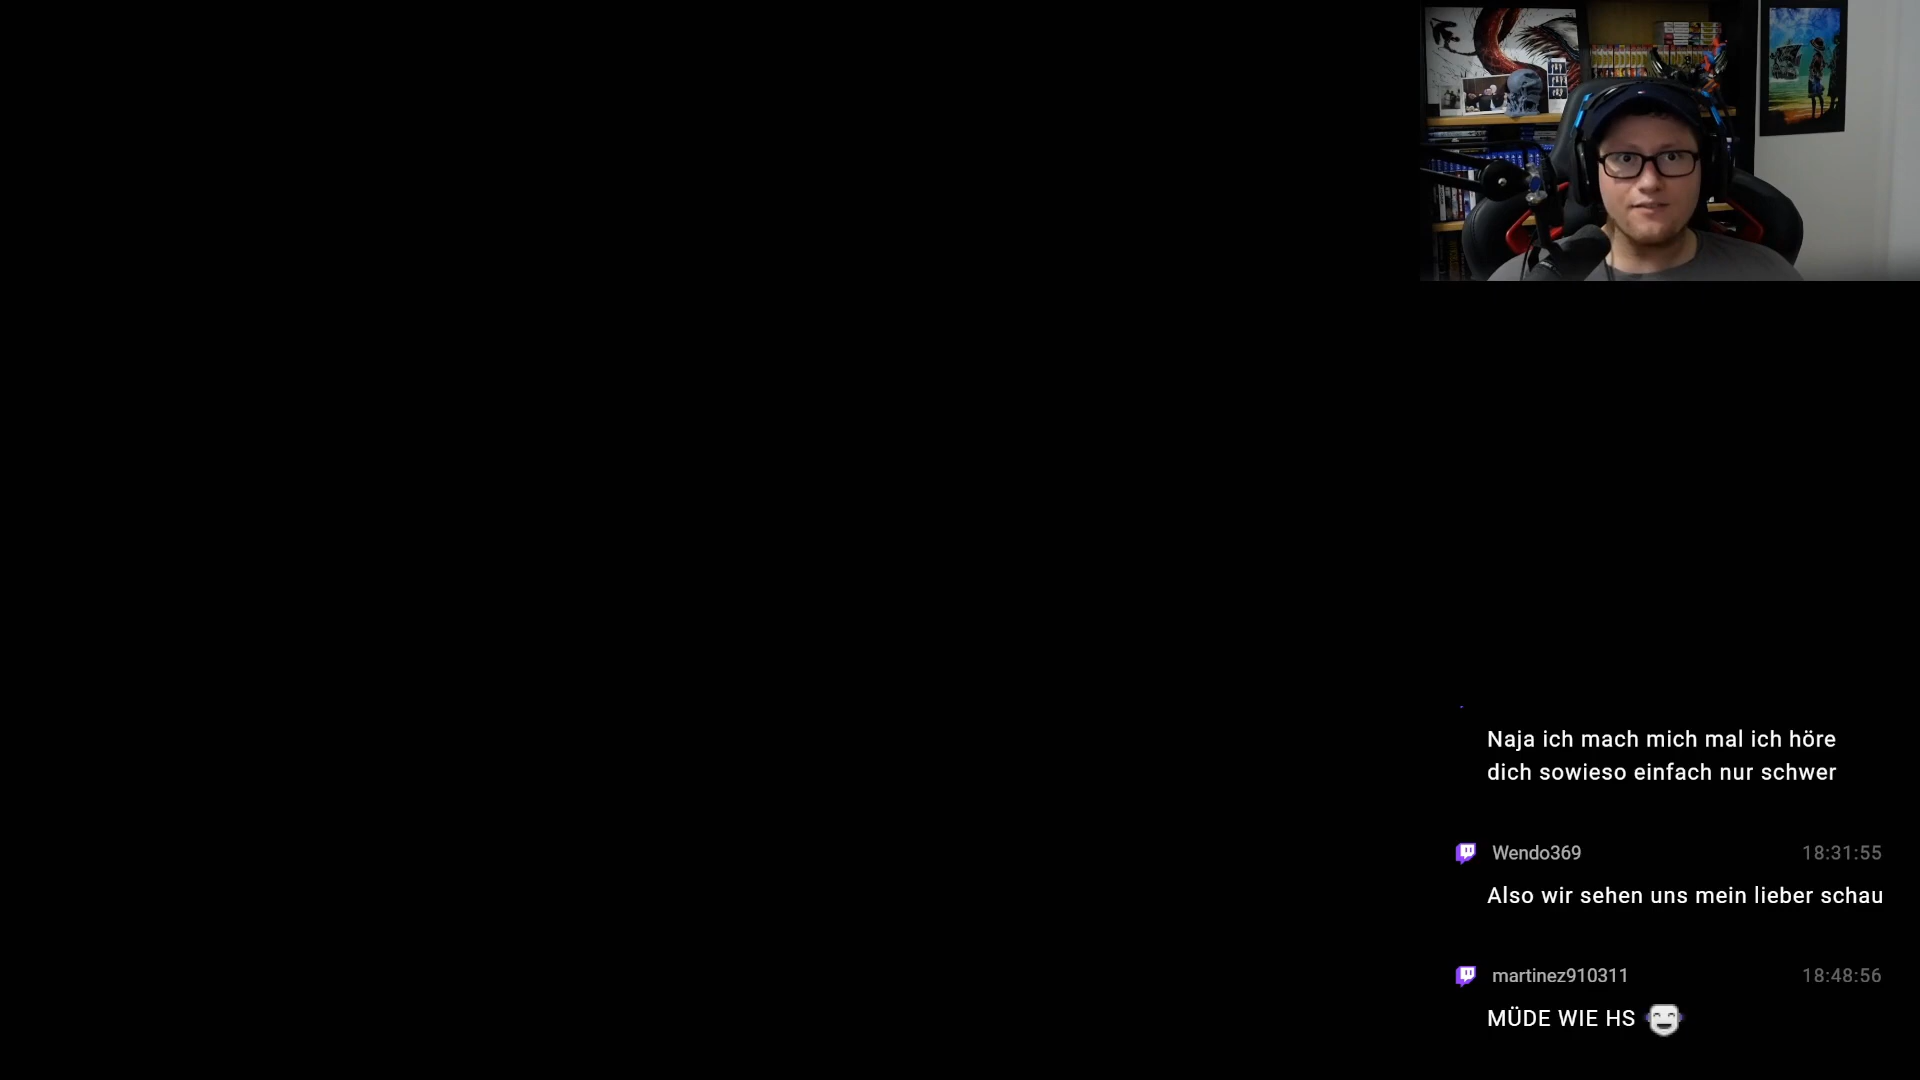 Naja ich mach mich mal ich höre
dich sowieso einfach nur schwer
Wendo369 18:31:55
Also wir sehen uns mein lieber schau
martinez910311 18:48:56
MÜDE WIE HS